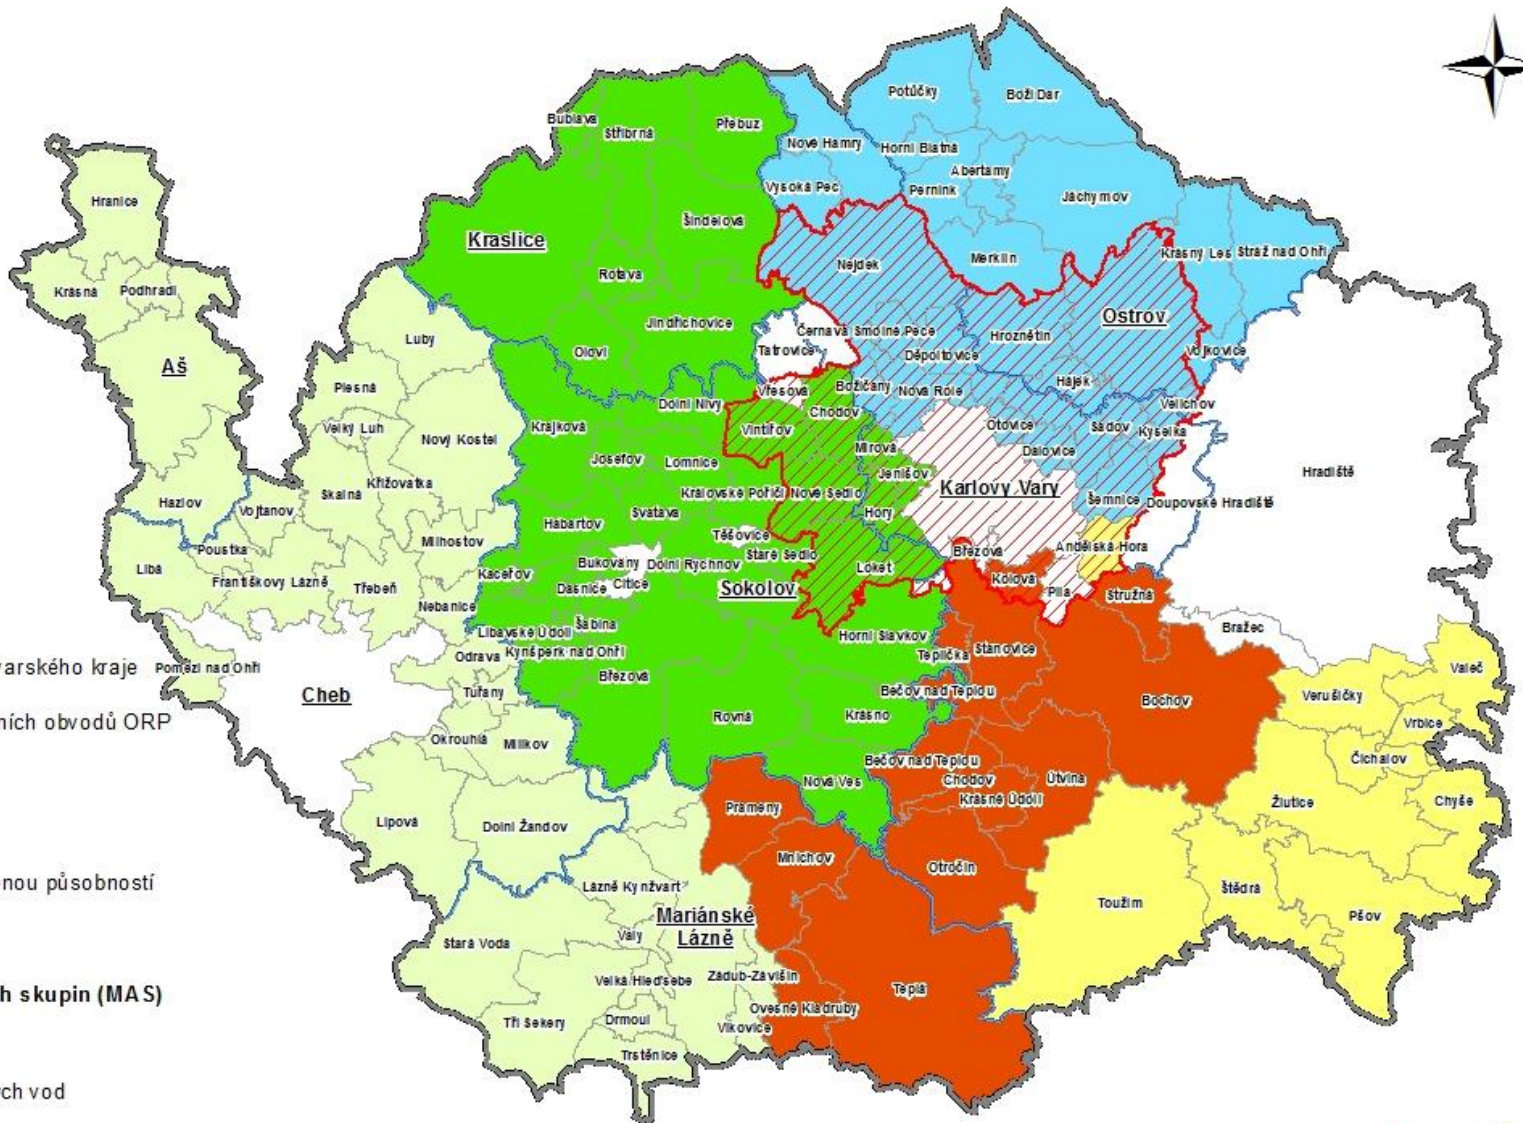 Potůčky
Boží Dar
Bublava
Stříbrná
Přebuz
Nové Hamry
Horní Blatná
Abertamy
Vysoká Pec
Pernink
Jáchymov
Hranice
Šindelová
Kraslice
Krásný Les
Stráž nad Ohří
Merklín
Nejdek
Rotava
Krásná
Podhradí
Ostrov
Jindřichovice
Černava
Smolné Pece
Hroznětín
Luby
Tatrovice
Děpoltovice
Vojkovice
Oloví
Aš
Hájek
Plesná
Vřesová
Božičany
Nová Role
Dolní Nivy
Chodov
Velichov
Velký Luh
Krajková
Vintířov
Otovice
Sadov
Kyselka
Nový Kostel
Mírová
Dalovice
Josefov
Lomnice
Hradiště
Jenišov
Křižovatka
Skalná
Karlovy Vary
Královské Poříčí
Nové Sedlo
Hazlov
Šemnice
Doupovské Hradiště
Vojtanov
Svatava
Hory
Habartov
Těšovice
Milhostov
Andělská Hora
Poustka
Březová
Staré Sedlo
Bukovany
Dolní Rychnov
Libá
Loket
Kaceřov
Františkovy Lázně
Třebeň
Citice
Kolová
Dasnice
Sokolov
Pila
Stružná
Nebanice
Šabina
Bražec
Libavské Údolí
Horní Slavkov
Kynšperk nad Ohří
Stanovice
Odrava
Teplička
varského kraje
Pomezí nad Ohří
Valeč
Březová
Tuřany
Bečov nad Teplou
Cheb
Verušičky
Bochov
Rovná
Krásno
ních obvodů ORP
Vrbice
Okrouhlá
Milíkov
Čichalov
Bečov nad Teplou
Chodov
Útvina
Nová Ves
Krásné Údolí
Žlutice
Chyše
Prameny
Lipová
Dolní Žandov
Mnichov
Otročín
enou působností
Lázně Kynžvart
Štědrá
Toužim
Mariánské
Lázně
Pšov
Valy
Stará Voda
Zádub-Závišín
Velká Hleďsebe
Teplá
h skupin (MAS)
Ovesné Kladruby
Tři Sekery
Drmoul
Vlkovice
Trstěnice
ch vod